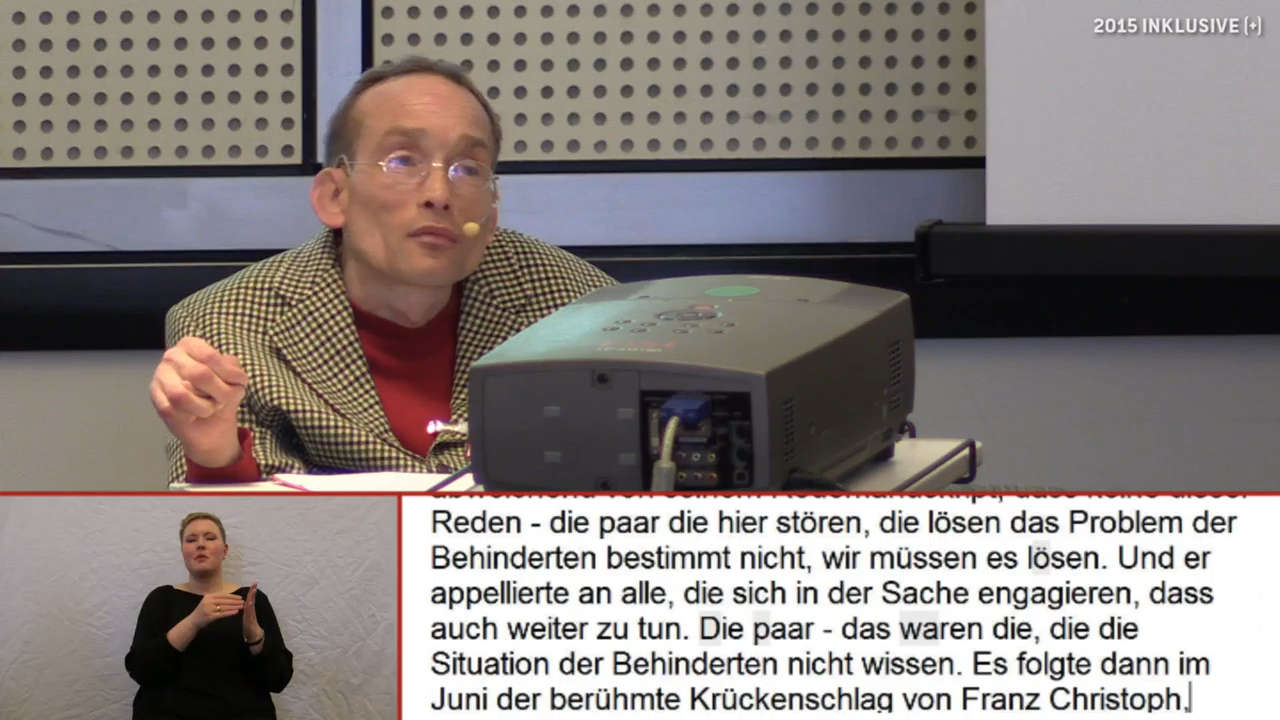 2015 INKLUSIVE (+)
Reden - die paar die hier stören, die lösen das Problem der
Behinderten bestimmt nicht, wir müssen es lösen. Und er
appellierte an alle, die sich in der Sache engagieren, dass
auch weiter zu tun. Die paar - das waren die, die die
Situation der Behinderten nicht wissen. Es folgte dann im
Juni der berühmte Krückenschlag von Franz Christoph,